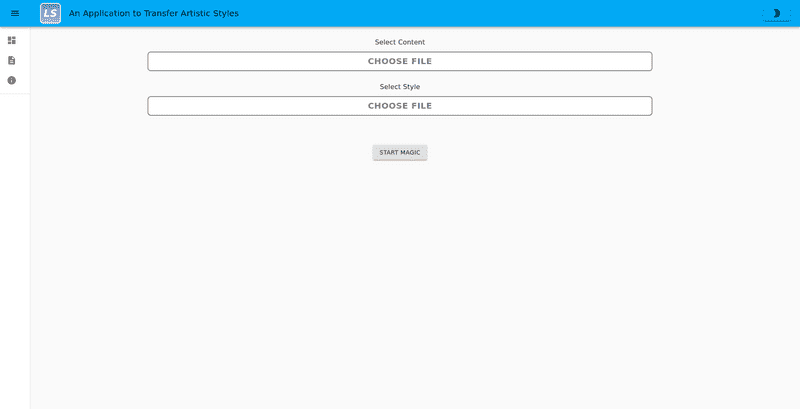 LS An Application to Transfer Artistic Styles
Select Content
CHOOSE FILE
Select Style
CHOOSE FILE
START MAGIC